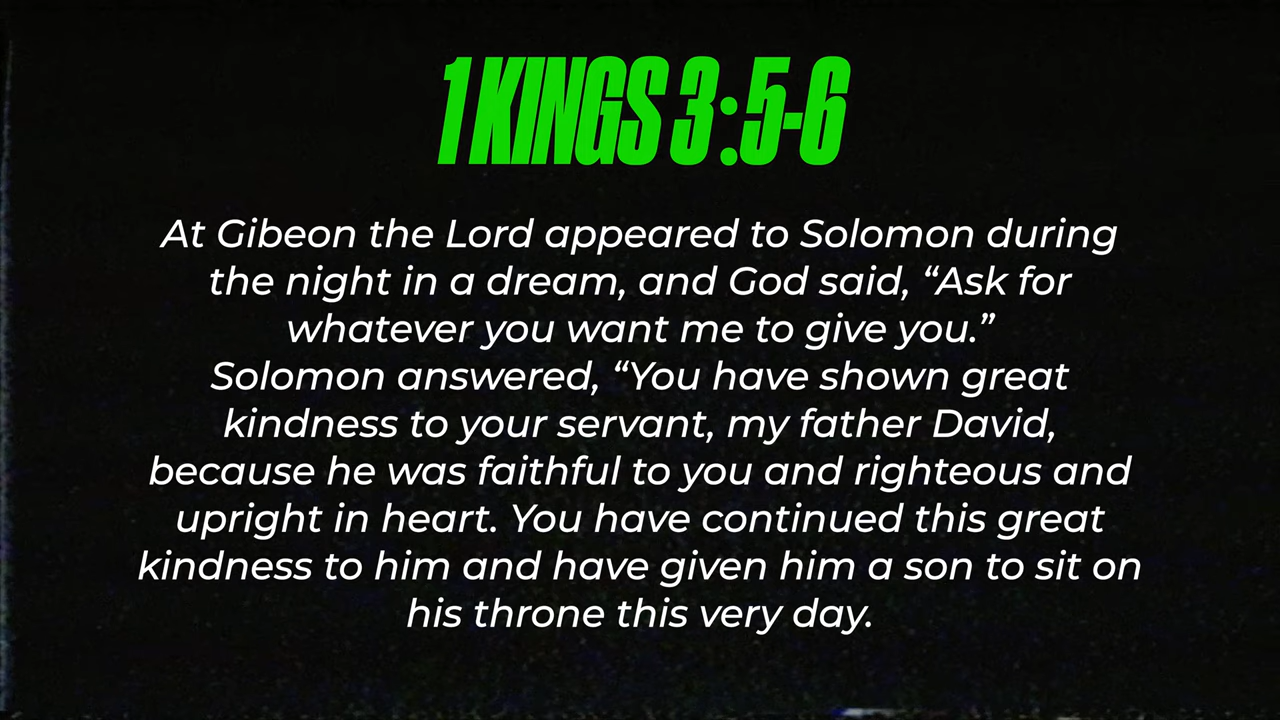 1 KINGS 3:5-6
At Gibeon the Lord appeared to Solomon during
the night in a dream, and God said, “Ask for
whatever you want me to give you.”
Solomon answered, “You have shown great
kindness to your servant, my father David,
because he was faithful to you and righteous and
upright in heart. You have continued this great
kindness to him and have given him a son to sit on
his throne this very day.